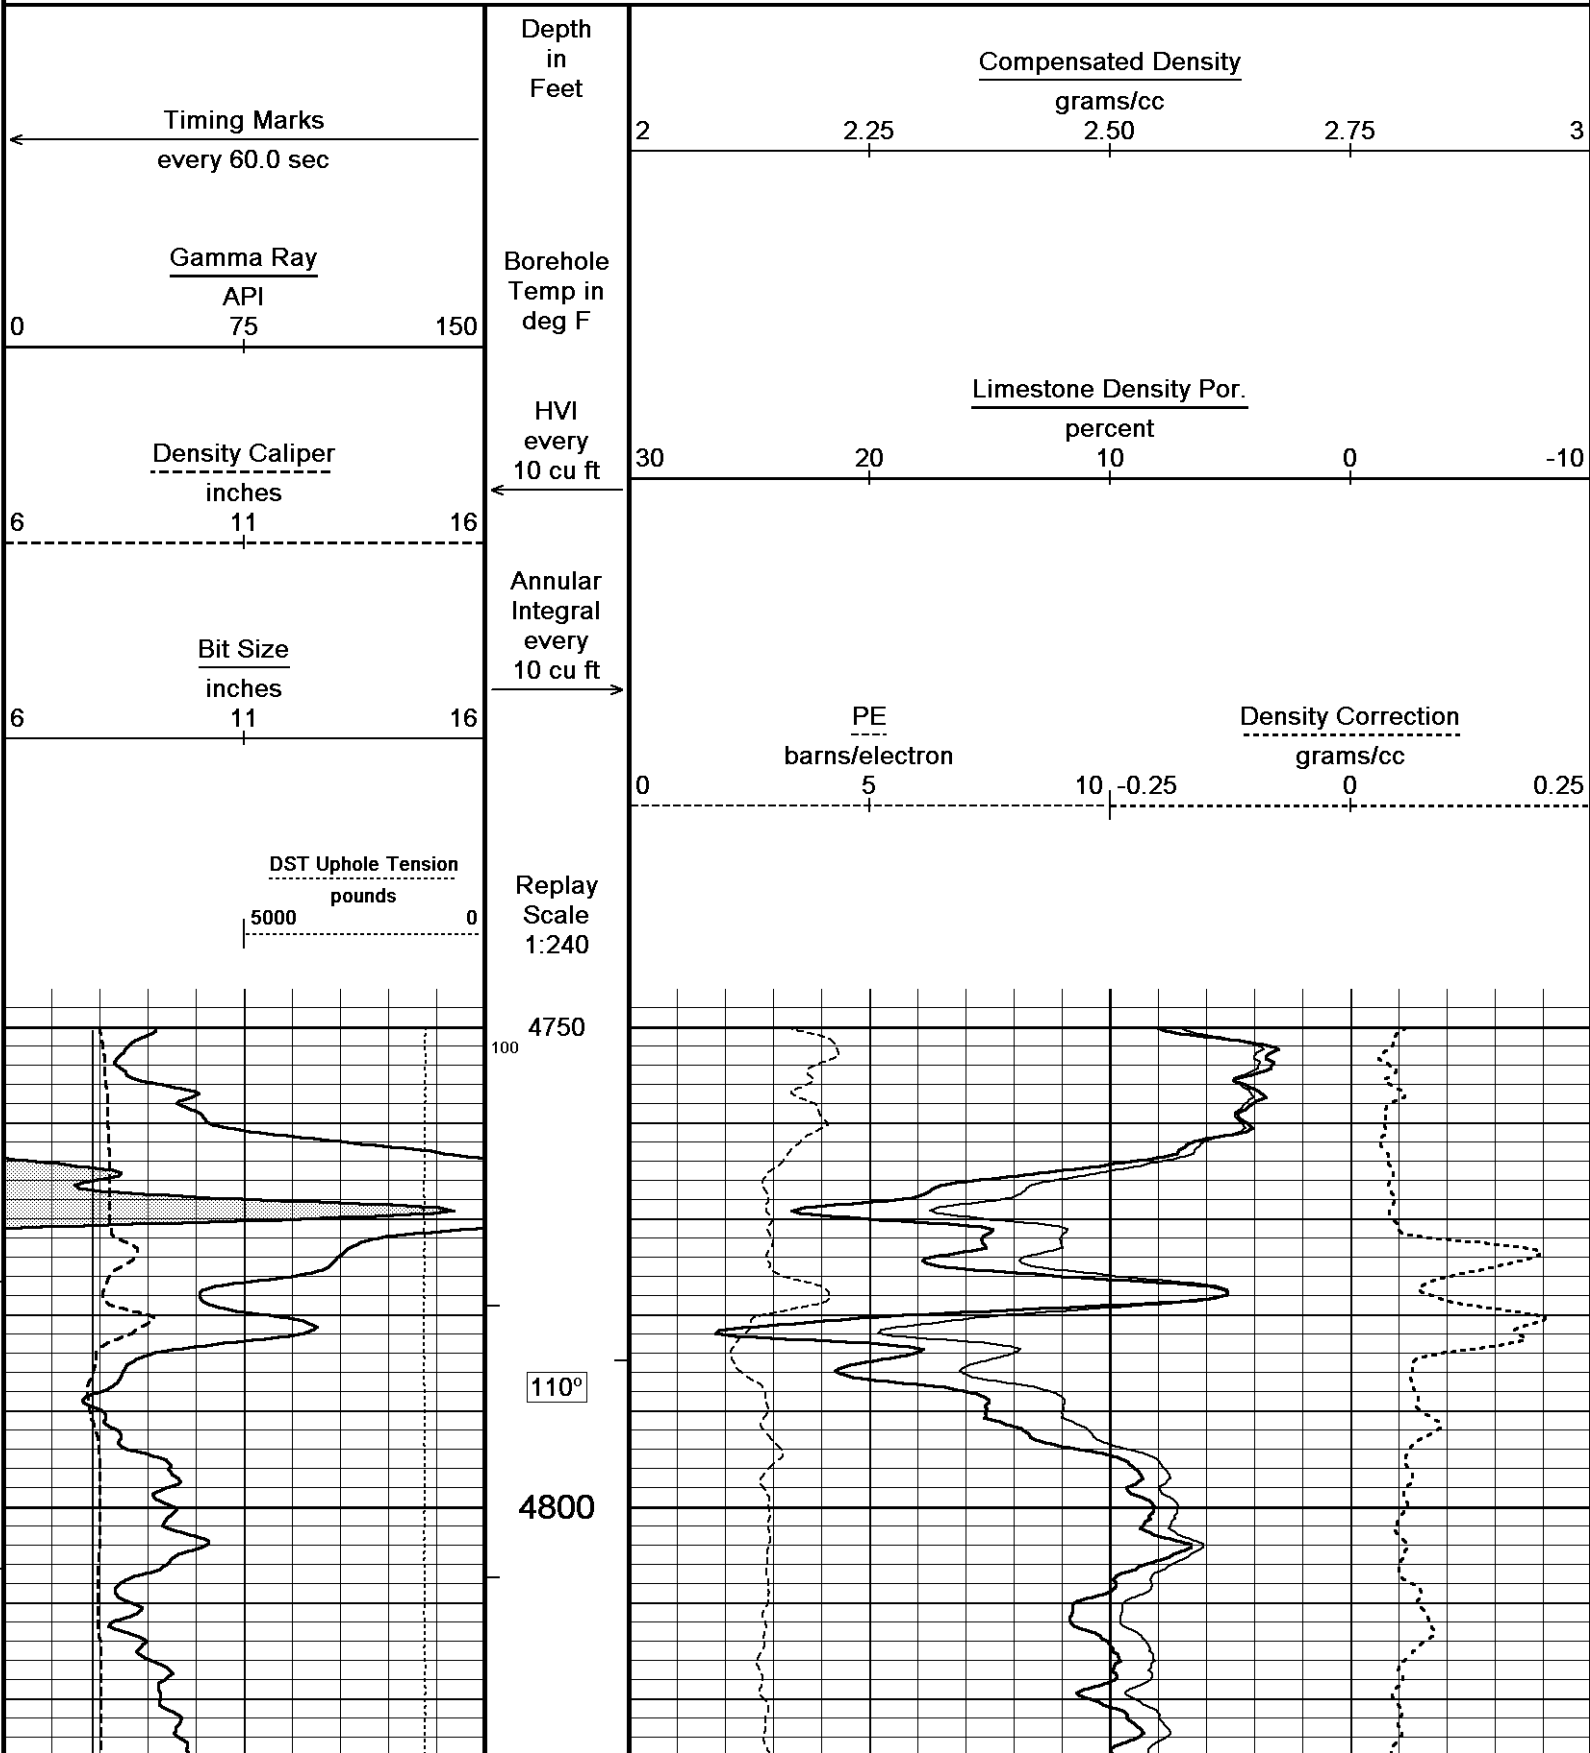 Timing Marks
every 60.0 sec
Gamma Ray
API
0 75 150
Density Caliper
inches
6 11 16
Bit Size
inches
6 11 16
DST Uphole Tension
pounds
5000 0
Depth
in
Feet
Borehole
Temp in
deg F
HVI
every
10 cu ft
Annular
Integral
every
10 cu ft
Replay
Scale
1:240
Compensated Density
grams/cc
2 2.25 2.50 2.75 3
Limestone Density Por.
percent
30 20 10 0 -10
PE
barns/electron
0 5 10
Density Correction
grams/cc
-0.25 0 0.25
4750
100
110°
4800